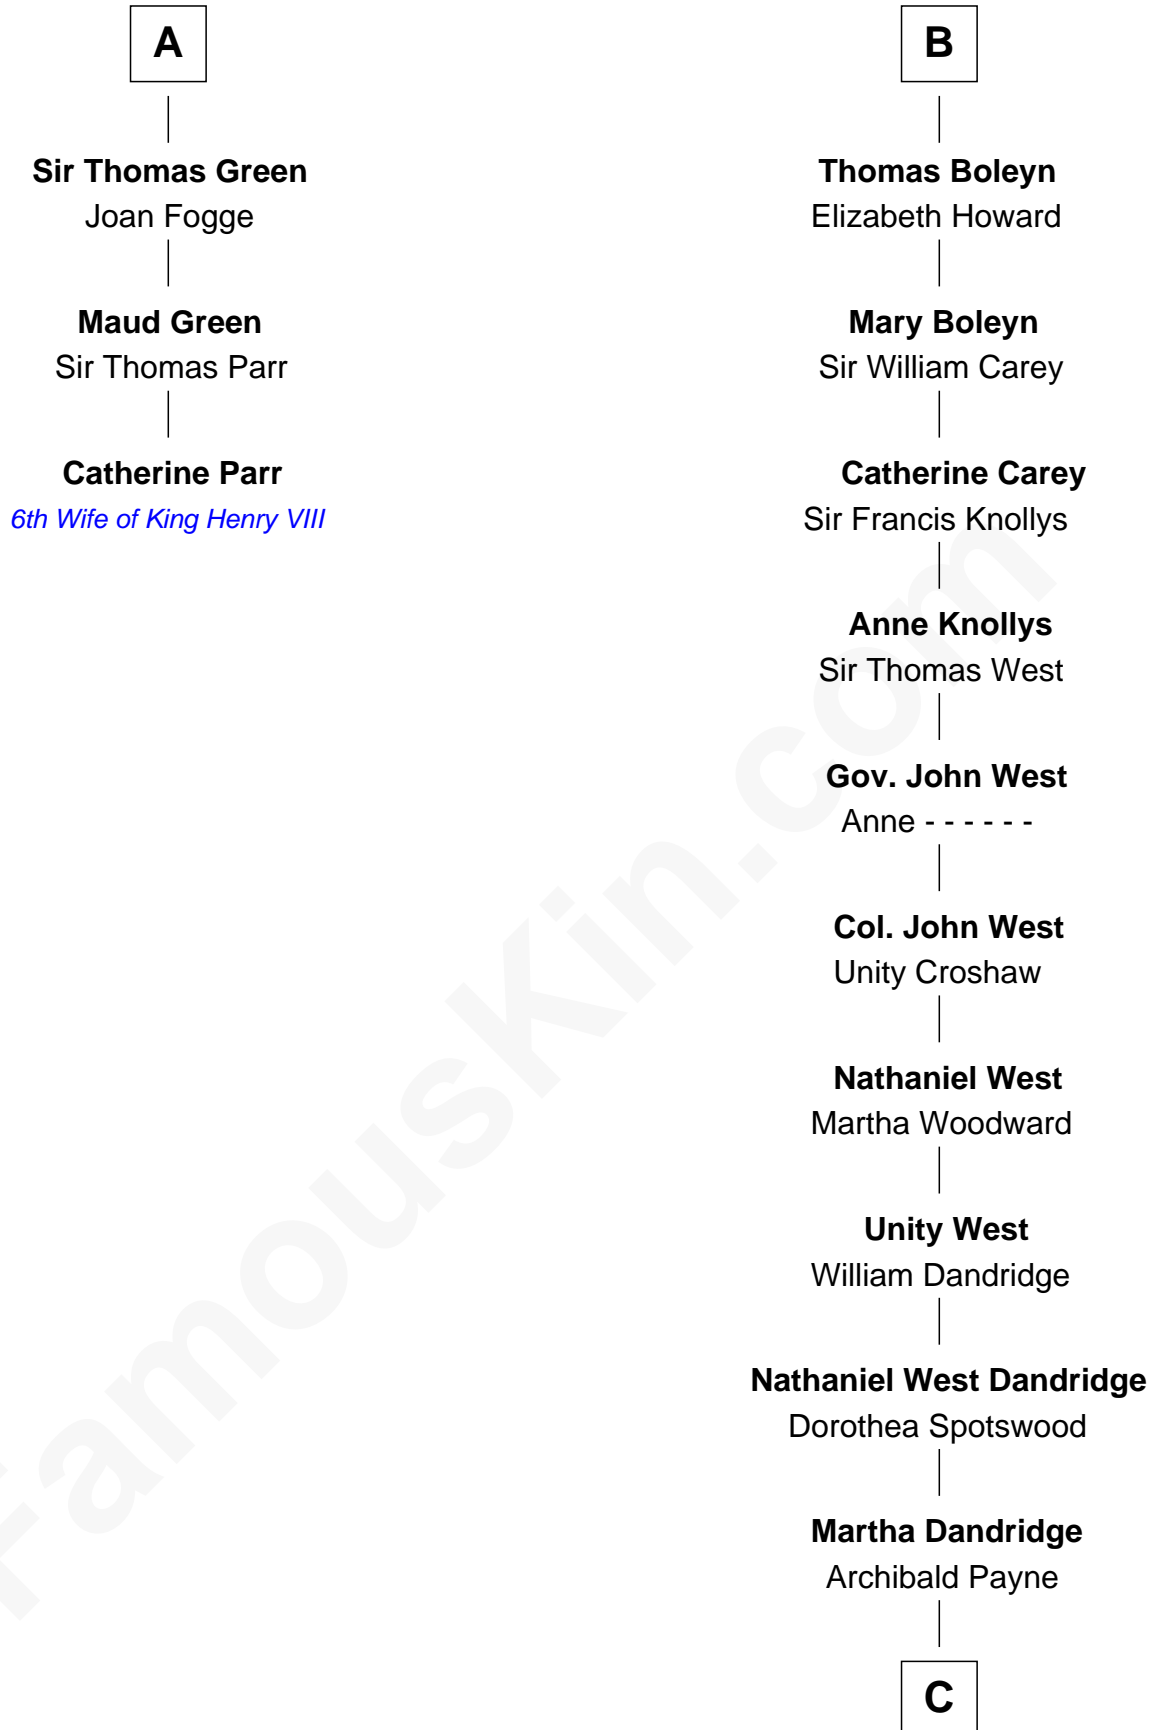 A
Sir Thomas Green
Joan Fogge
Maud Green
Sir Thomas Parr
Catherine Parr
6th Wife of King Henry VIII
B
Thomas Boleyn
Elizabeth Howard
Mary Boleyn
Sir William Carey
Catherine Carey
Sir Francis Knollys
Anne Knollys
Sir Thomas West
Gov. John West
Anne - - - - - -
Col. John West
Unity Croshaw
Nathaniel West
Martha Woodward
Unity West
William Dandridge
Nathaniel West Dandridge
Dorothea Spotswood
Martha Dandridge
Archibald Payne
C
FamousKin.com